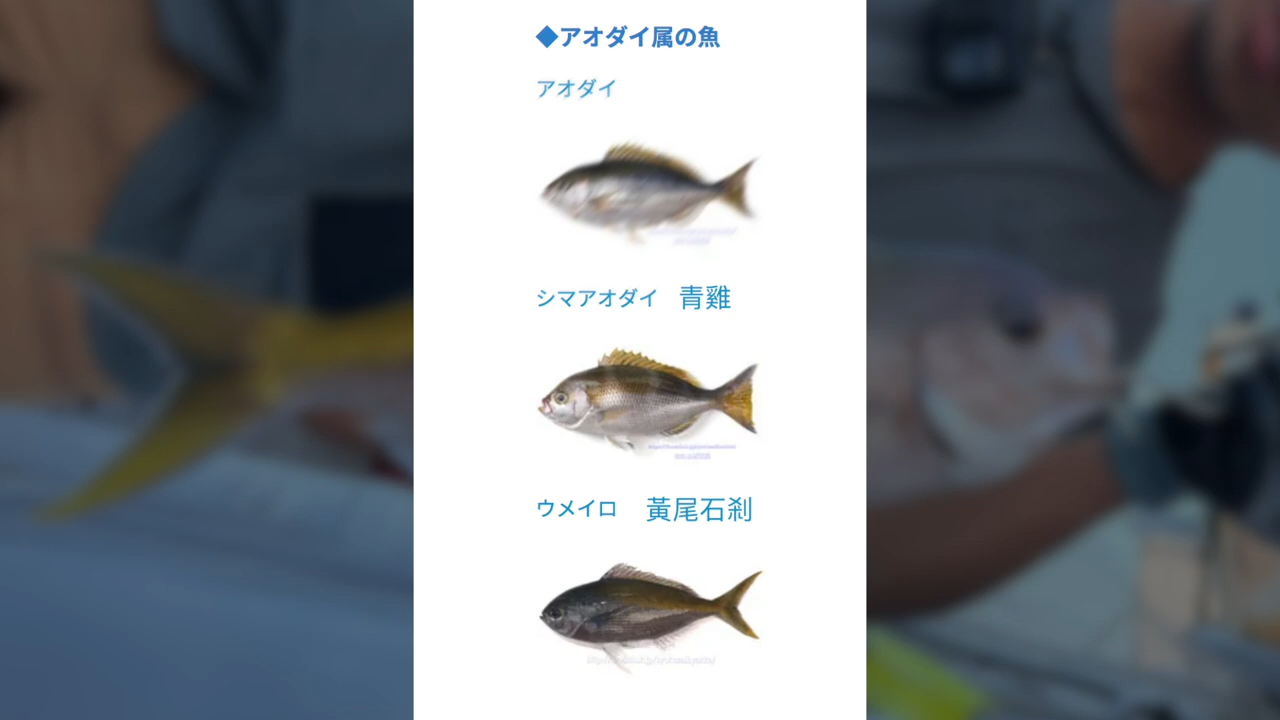 ◆アオダイ属の魚
アオダイ
シマアオダイ 青雞
ウメイロ 黃尾石剎